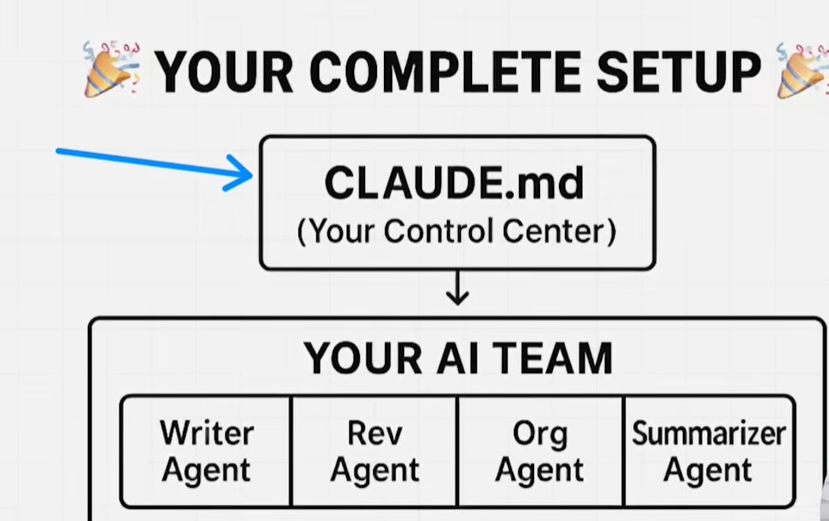 🎉 YOUR COMPLETE SETUP 🎉
CLAUDE.md
(Your Control Center)
YOUR AI TEAM
Writer Agent
Rev Agent
Org Agent
Summarizer Agent